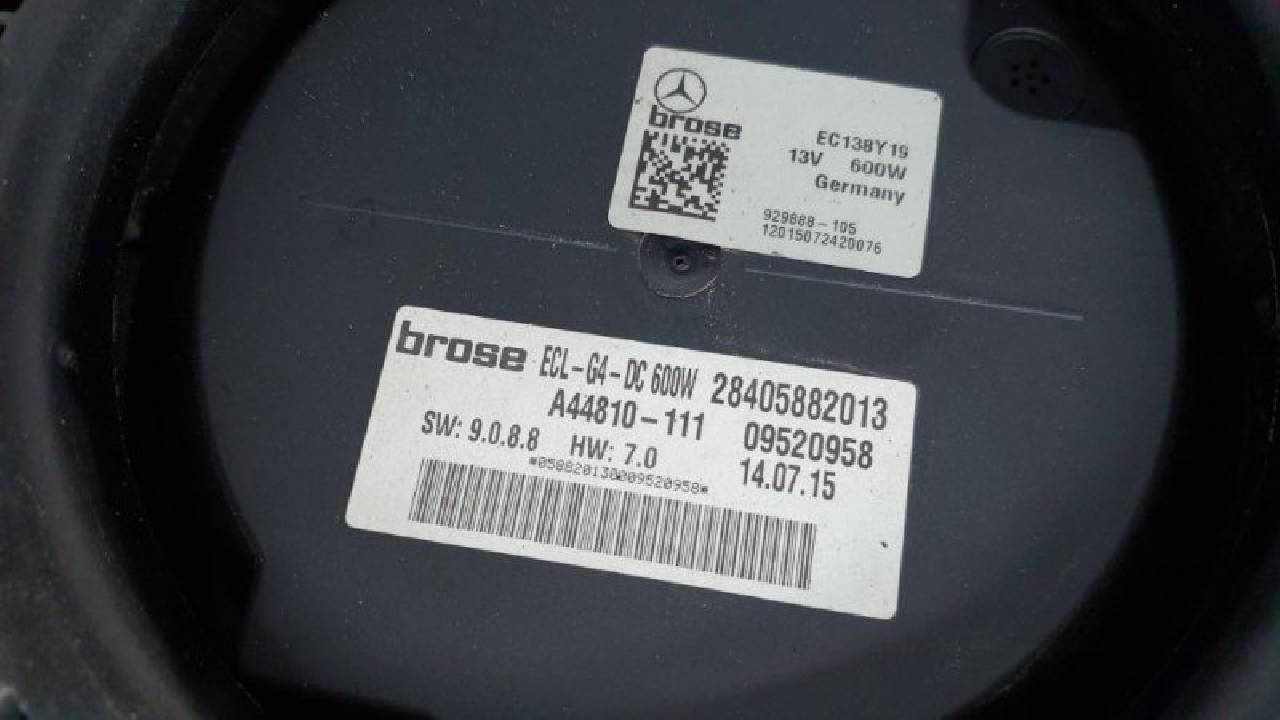 brose
EC138Y19
13V 600W
Germany
929888-105
12015072420076
brose ECL-G4-DC 600W 28405882013
A44810-111 09520958
SW: 9.0.8.8 HW: 7.0 14.07.15
*058820130009520958*